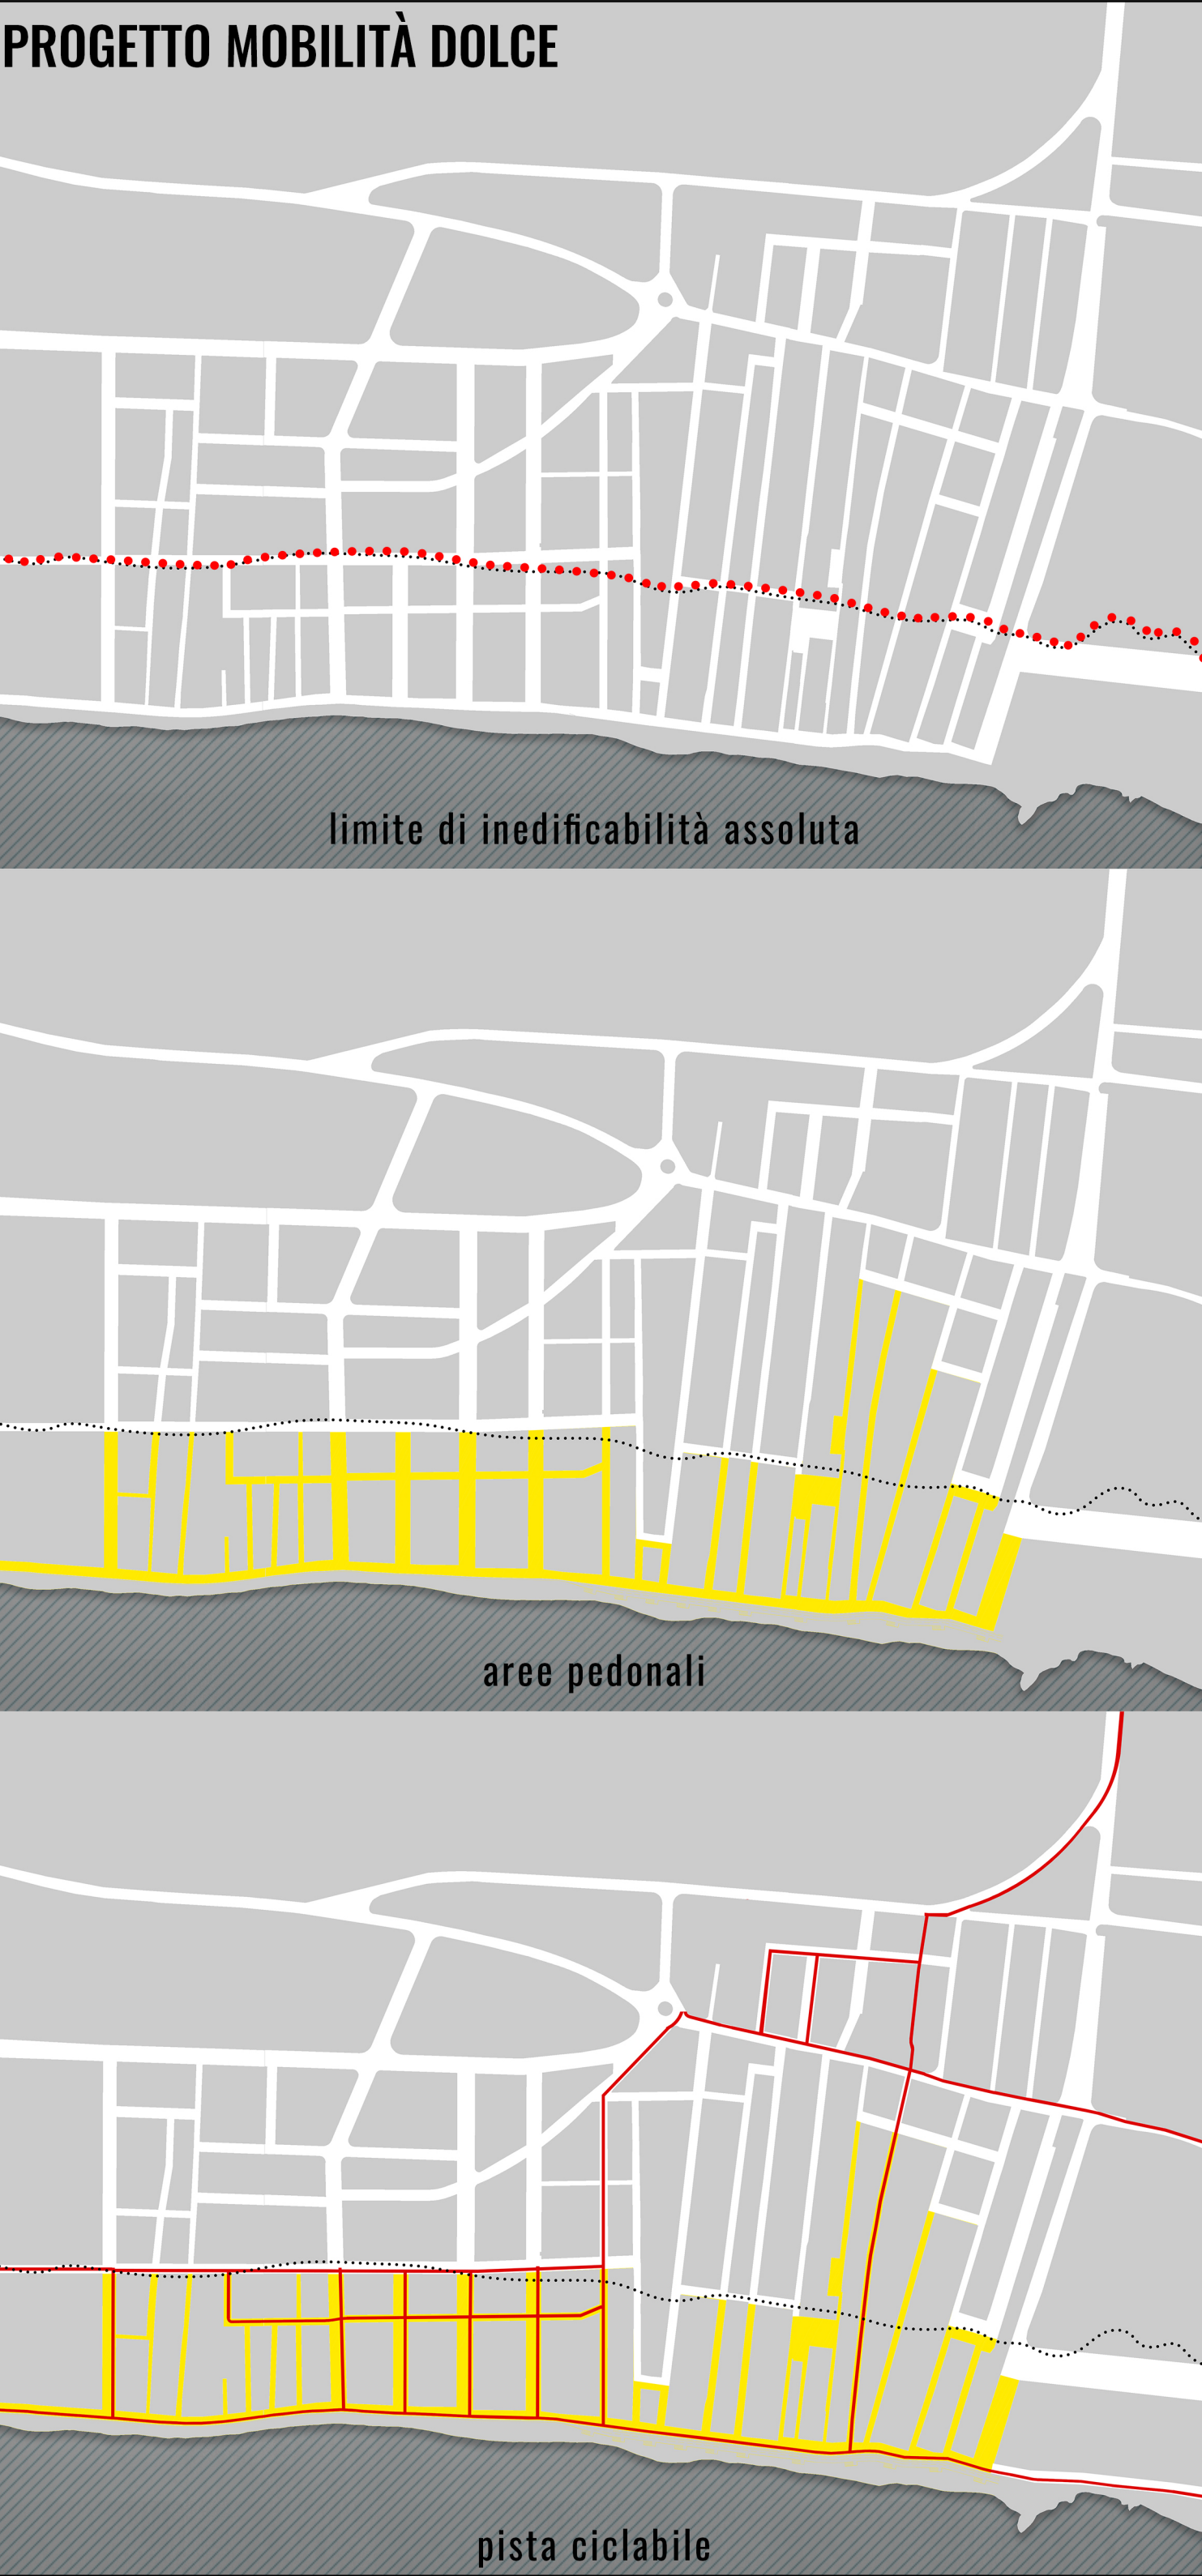 PROGETTO MOBILITÀ DOLCE
limite di inedificabilità assoluta
aree pedonali
pista ciclabile